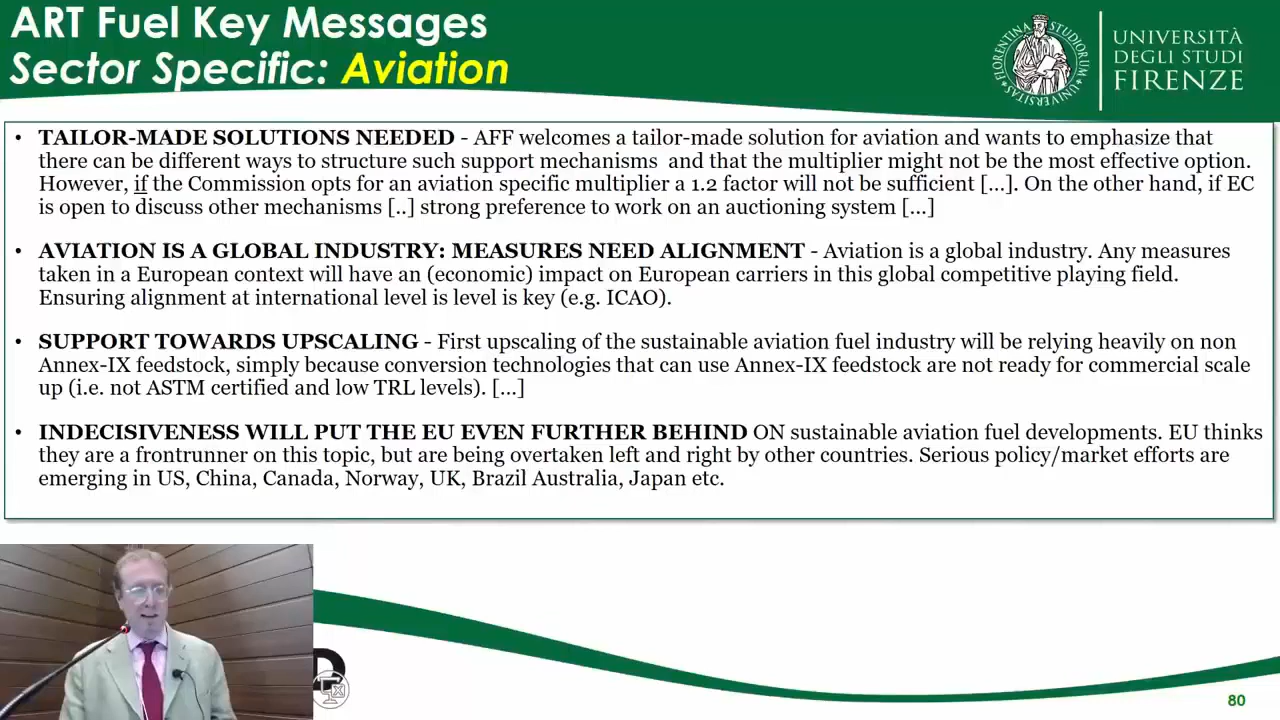 ART Fuel Key Messages
Sector Specific: Aviation
FLORENTINA STUDIORUM UNIVERSITAS
UNIVERSITÀ
DEGLI STUDI
FIRENZE
• TAILOR-MADE SOLUTIONS NEEDED - AFF welcomes a tailor-made solution for aviation and wants to emphasize that
there can be different ways to structure such support mechanisms and that the multiplier might not be the most effective option.
However, if the Commission opts for an aviation specific multiplier a 1.2 factor will not be sufficient [...]. On the other hand, if EC
is open to discuss other mechanisms [..] strong preference to work on an auctioning system [...]
• AVIATION IS A GLOBAL INDUSTRY: MEASURES NEED ALIGNMENT - Aviation is a global industry. Any measures
taken in a European context will have an (economic) impact on European carriers in this global competitive playing field.
Ensuring alignment at international level is level is key (e.g. ICAO).
• SUPPORT TOWARDS UPSCALING - First upscaling of the sustainable aviation fuel industry will be relying heavily on non
Annex-IX feedstock, simply because conversion technologies that can use Annex-IX feedstock are not ready for commercial scale
up (i.e. not ASTM certified and low TRL levels). [...]
• INDECISIVENESS WILL PUT THE EU EVEN FURTHER BEHIND ON sustainable aviation fuel developments. EU thinks
they are a frontrunner on this topic, but are being overtaken left and right by other countries. Serious policy/market efforts are
emerging in US, China, Canada, Norway, UK, Brazil Australia, Japan etc.
80